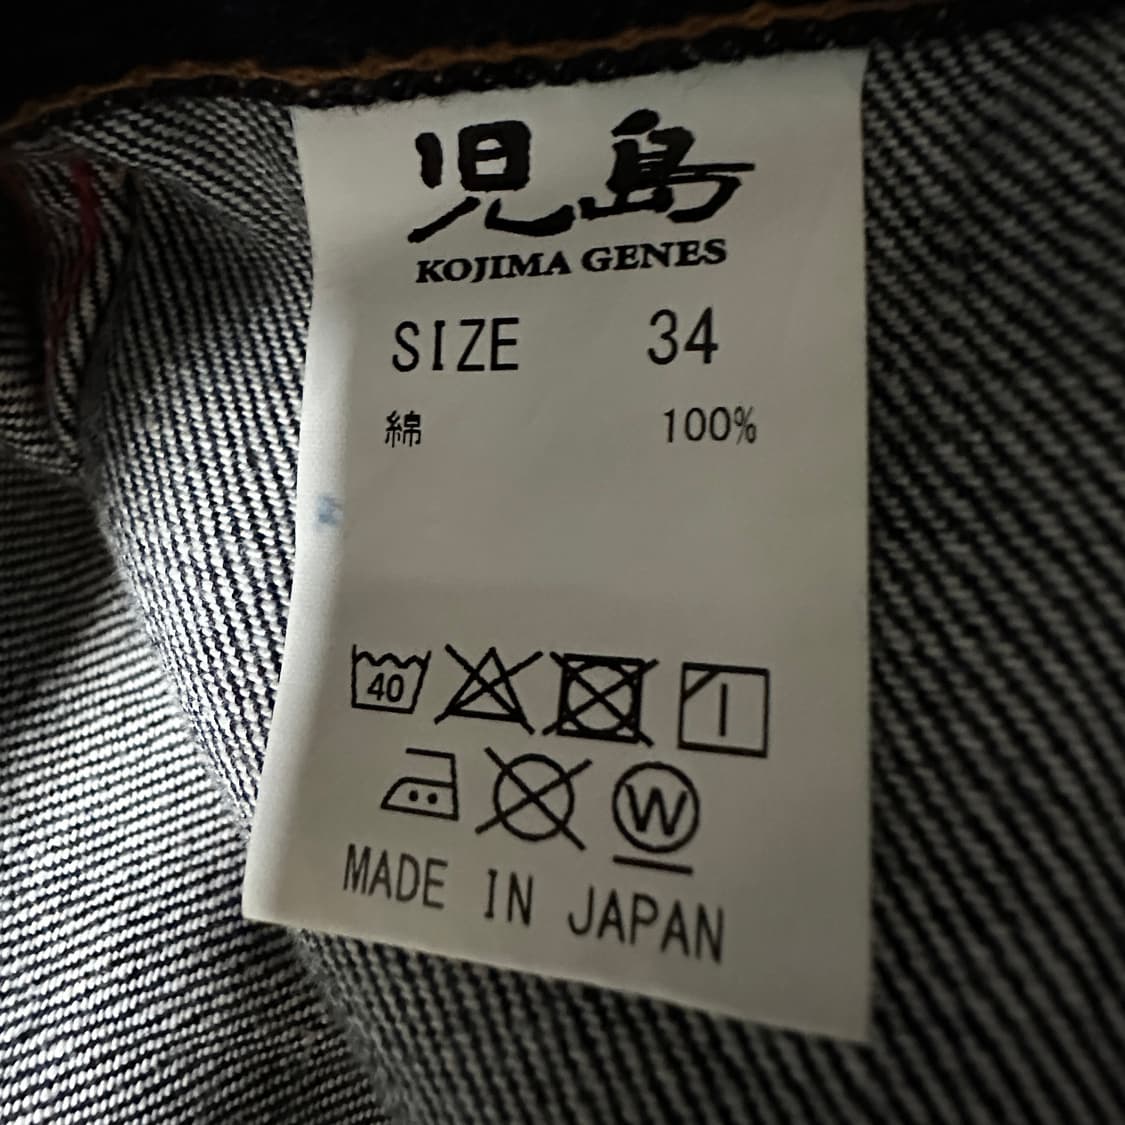 児島
KOJIMA GENES
SIZE 34
綿 100%
40
W
MADE IN JAPAN